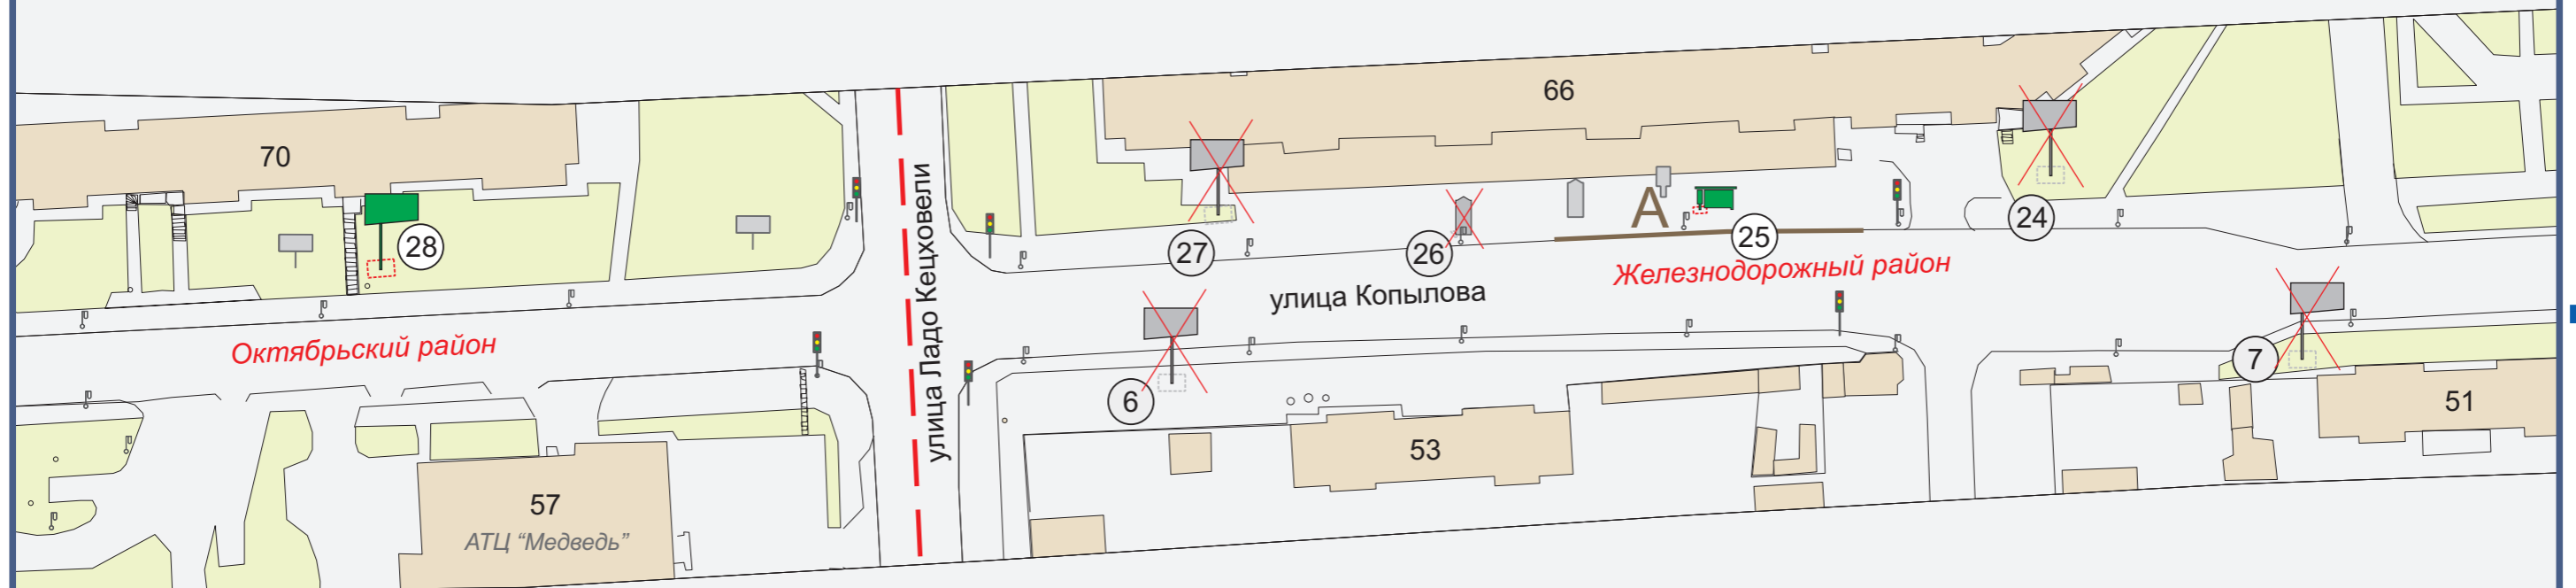 66
70
24
А
28
25
27
26
Железнодорожный район
улица Копылова
улица Ладо Кецховели
Октябрьский район
7
6
51
53
57
АТЦ “Медведь”